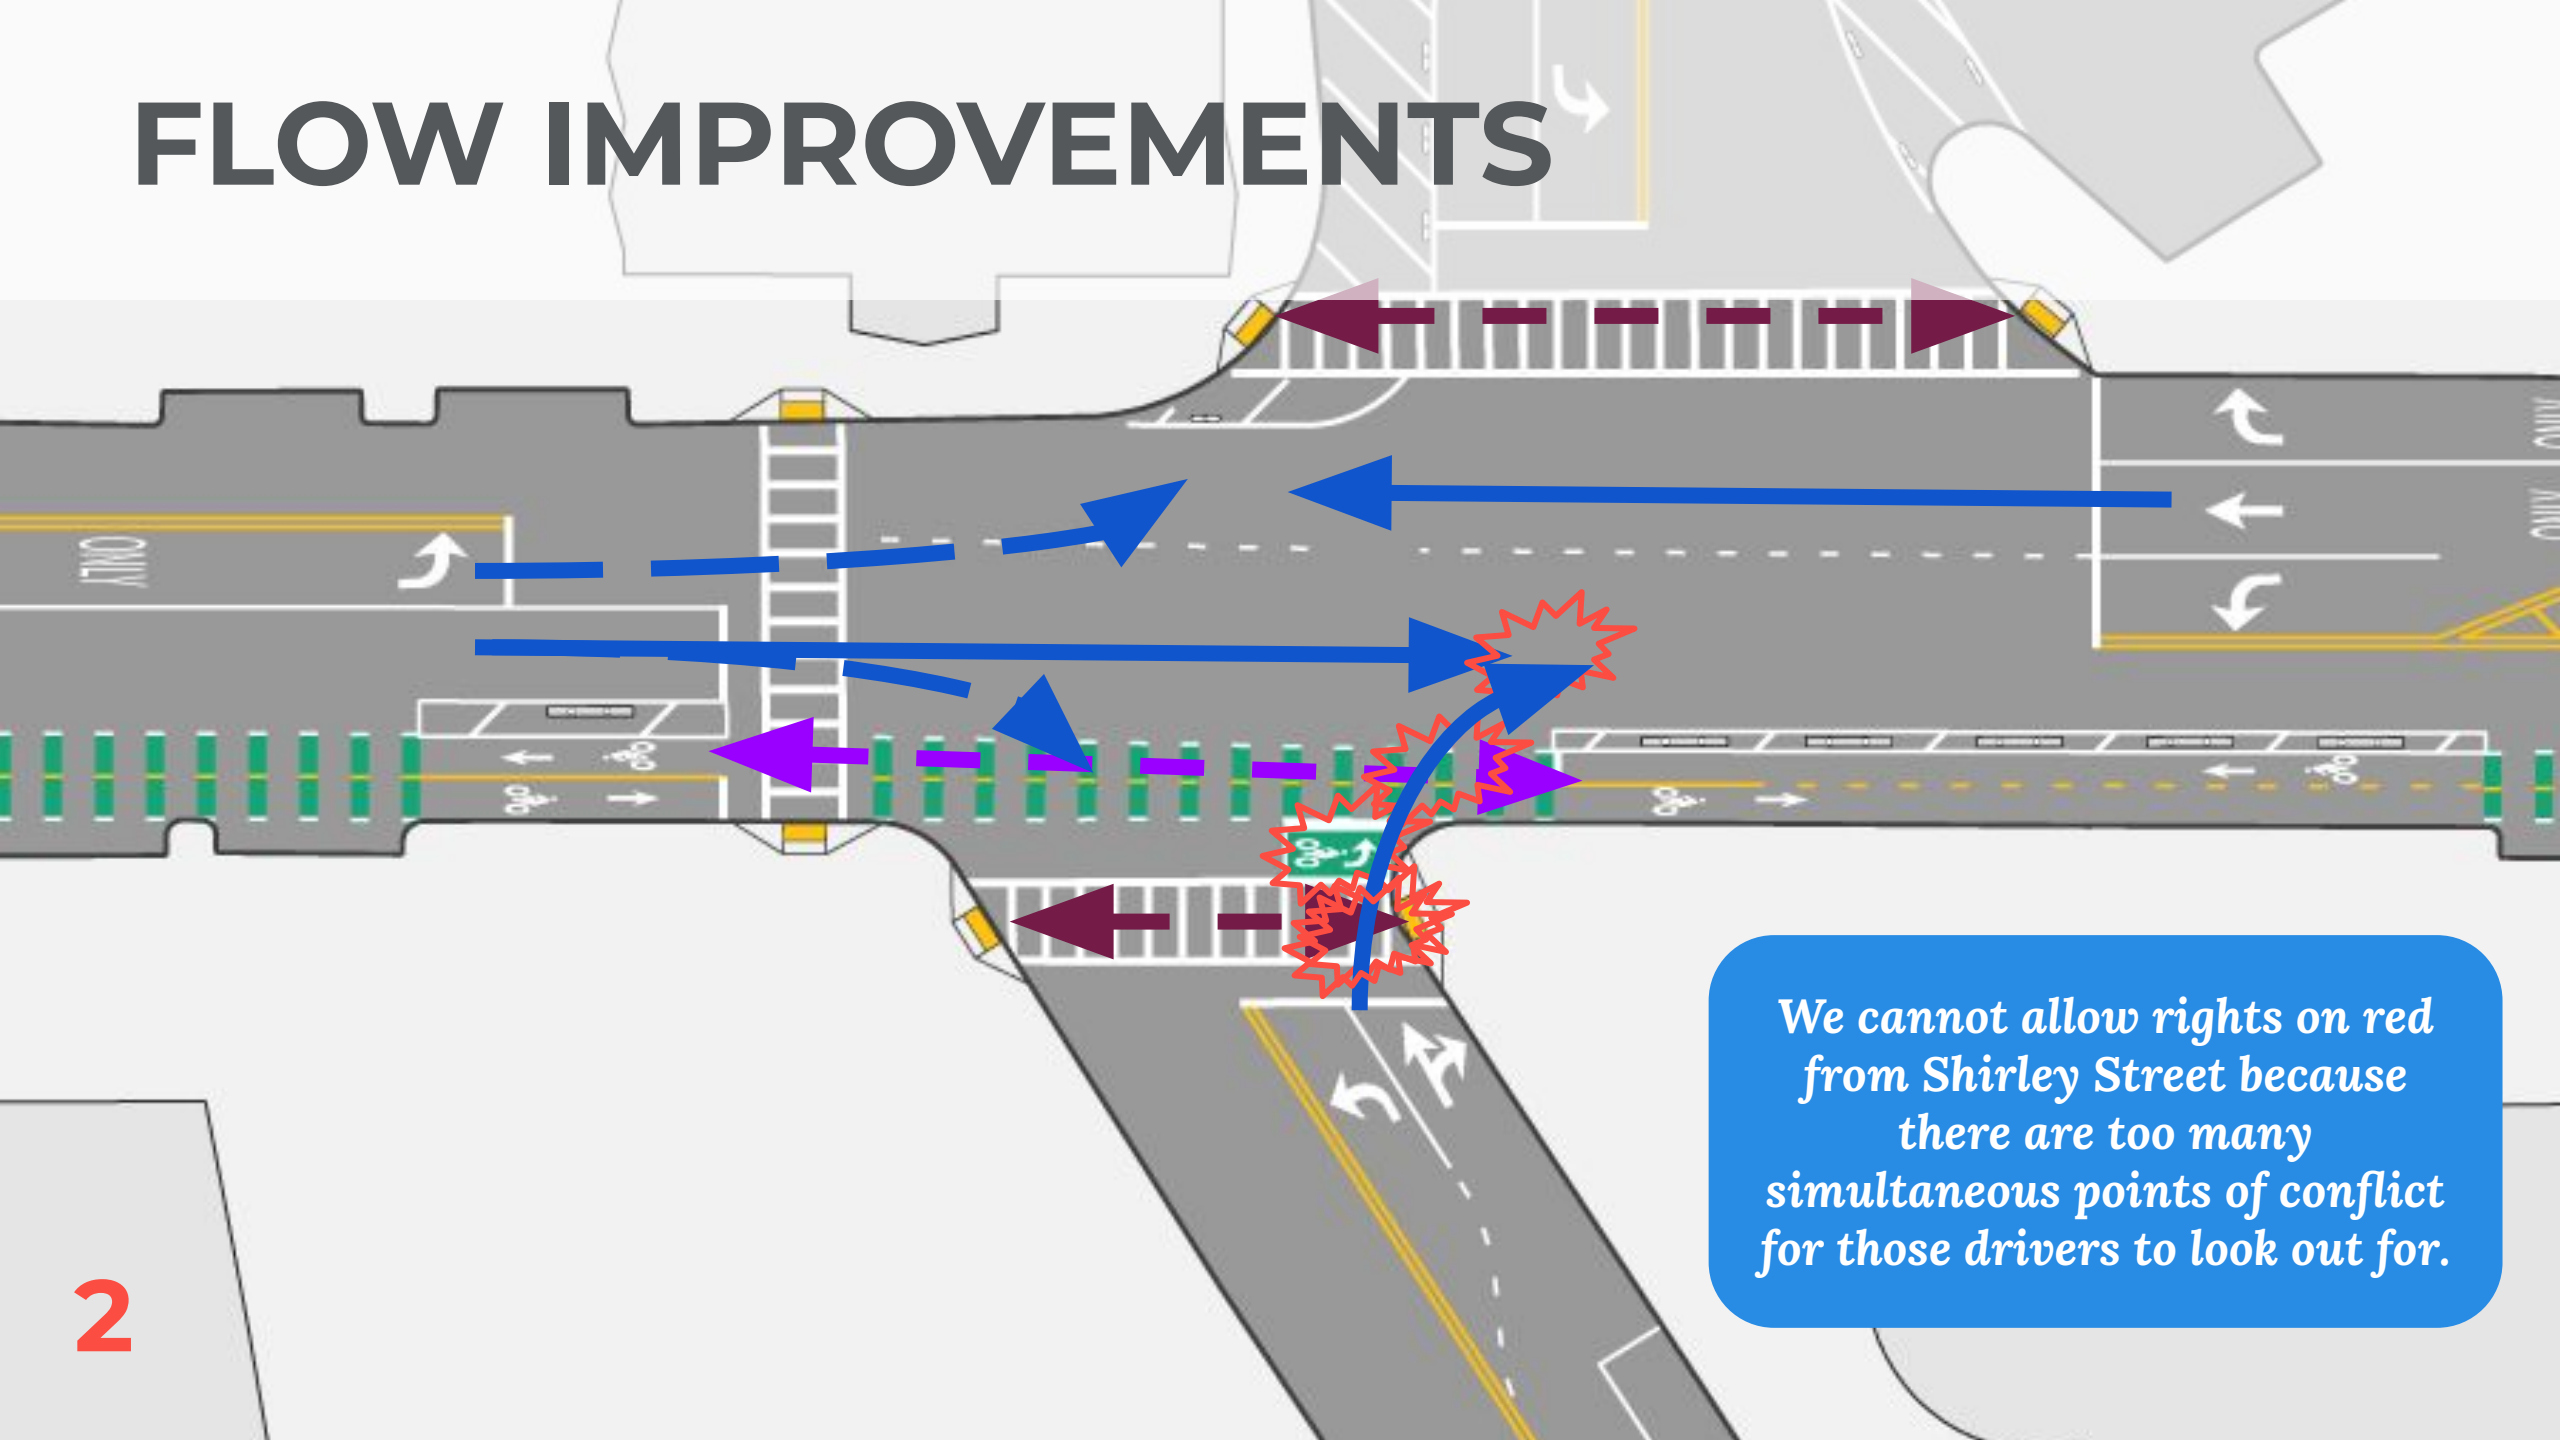 FLOW IMPROVEMENTS
ONLY
ONLY
ONLY
We cannot allow rights on red
from Shirley Street because
there are too many
simultaneous points of conflict
for those drivers to look out for.
2